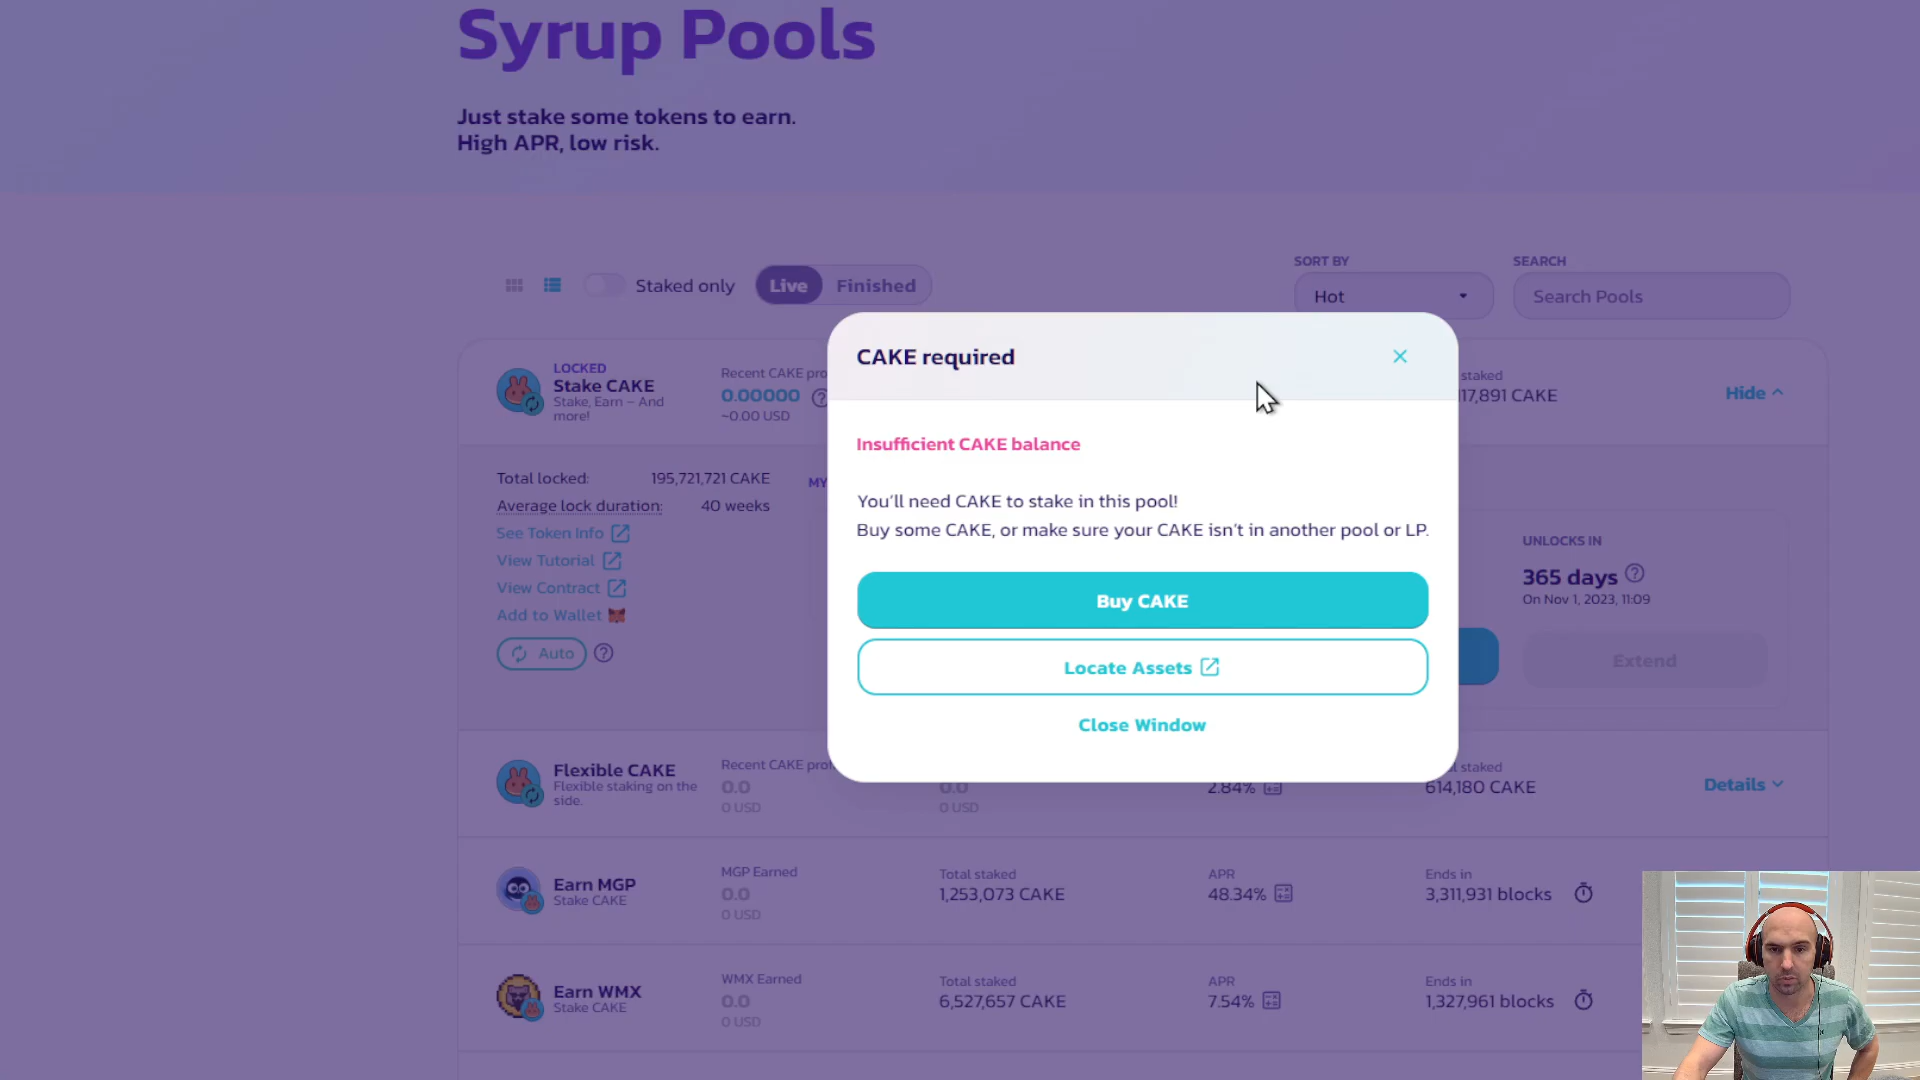 Syrup Pools
Just stake some tokens to earn.
High APR, low risk.
Staked only
Live
Finished
SORT BY
Hot
SEARCH
Search Pools
LOCKED
Stake CAKE
Stake, Earn – And
more!
Recent CAKE pro
0.00000
~0.00 USD
staked
117,891 CAKE
Hide
CAKE required
Insufficient CAKE balance
You'll need CAKE to stake in this pool!
Buy some CAKE, or make sure your CAKE isn't in another pool or LP.
Buy CAKE
Locate Assets
Close Window
Total locked: 195,721,721 CAKE
Average lock duration: 40 weeks
See Token Info
View Tutorial
View Contract
Add to Wallet
Auto
MY
UNLOCKS IN
365 days
On Nov 1, 2023, 11:09
Extend
Flexible CAKE
Flexible staking on the
side.
Recent CAKE prof
0.0
0 USD
0.0
0 USD
2.84%
staked
614,180 CAKE
Details
Earn MGP
Stake CAKE
MGP Earned
0.0
0 USD
Total staked
1,253,073 CAKE
APR
48.34%
Ends in
3,311,931 blocks
Earn WMX
Stake CAKE
WMX Earned
0.0
0 USD
Total staked
6,527,657 CAKE
APR
7.54%
Ends in
1,327,961 blocks